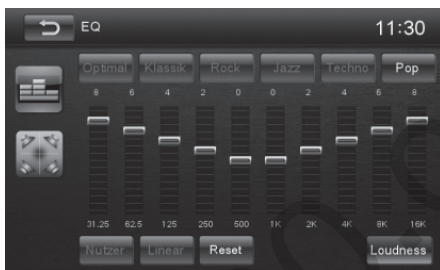 EQ 11:30
Optimal Klassik Rock Jazz Techno Pop
8 6 4 2 0 0 2 4 6 8
31.25 62.5 125 250 500 1K 2K 4K 8K 16K
Nutzer Linear Reset Loudness